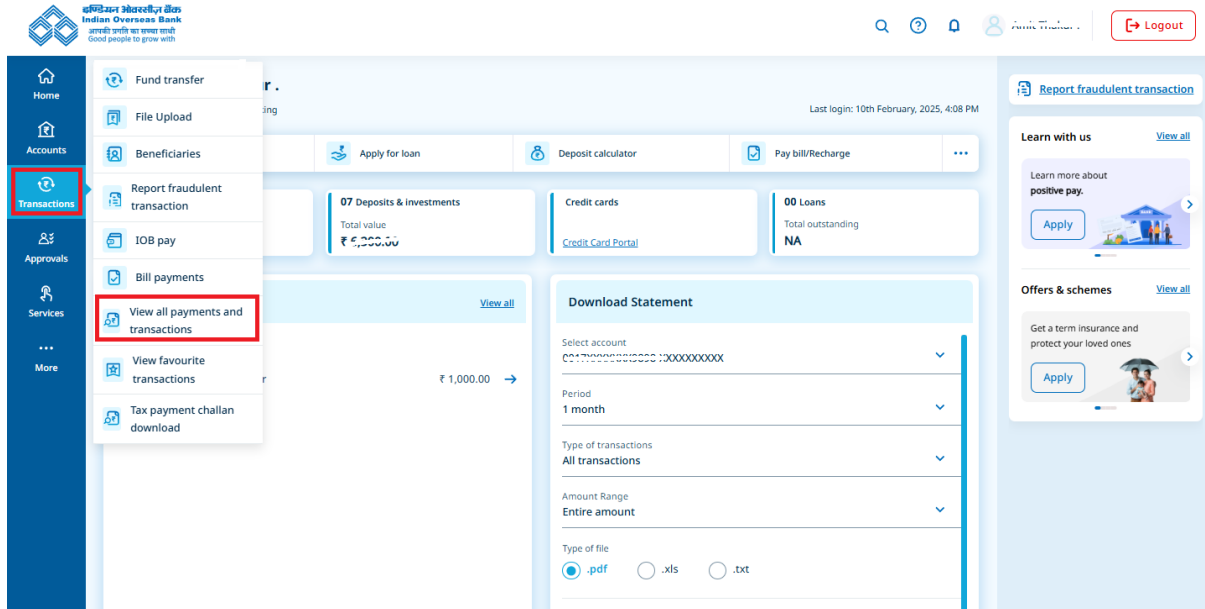 इण्डियन ओवरसीज़ बैंक
Indian Overseas Bank
आपकी प्रगति का सच्चा साथी
Good people to grow with
Logout
Home
Accounts
Transactions
Approvals
Services
More
Fund transfer
File Upload
Beneficiaries
Report fraudulent
transaction
IOB pay
Bill payments
View all payments and
transactions
View favourite
transactions
Tax payment challan
download
r .
Last login: 10th February, 2025, 4:08 PM
Apply for loan
Deposit calculator
Pay bill/Recharge
07 Deposits & investments
Total value
Credit cards
Credit Card Portal
00 Loans
Total outstanding
NA
View all
₹ 1,000.00
Download Statement
Select account
Period
1 month
Type of transactions
All transactions
Amount Range
Entire amount
Type of file
.pdf .xls .txt
Report fraudulent transaction
Learn with us View all
Learn more about
positive pay.
Apply
Offers & schemes View all
Get a term insurance and
protect your loved ones
Apply